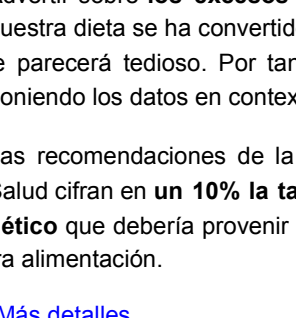 advertir sobre los excesos
uestra dieta se ha convertid
e parecerá tedioso. Por tan
oniendo los datos en contex
as recomendaciones de la
Salud cifran en un 10% la ta
ético que debería provenir
ra alimentación.
Más detalles